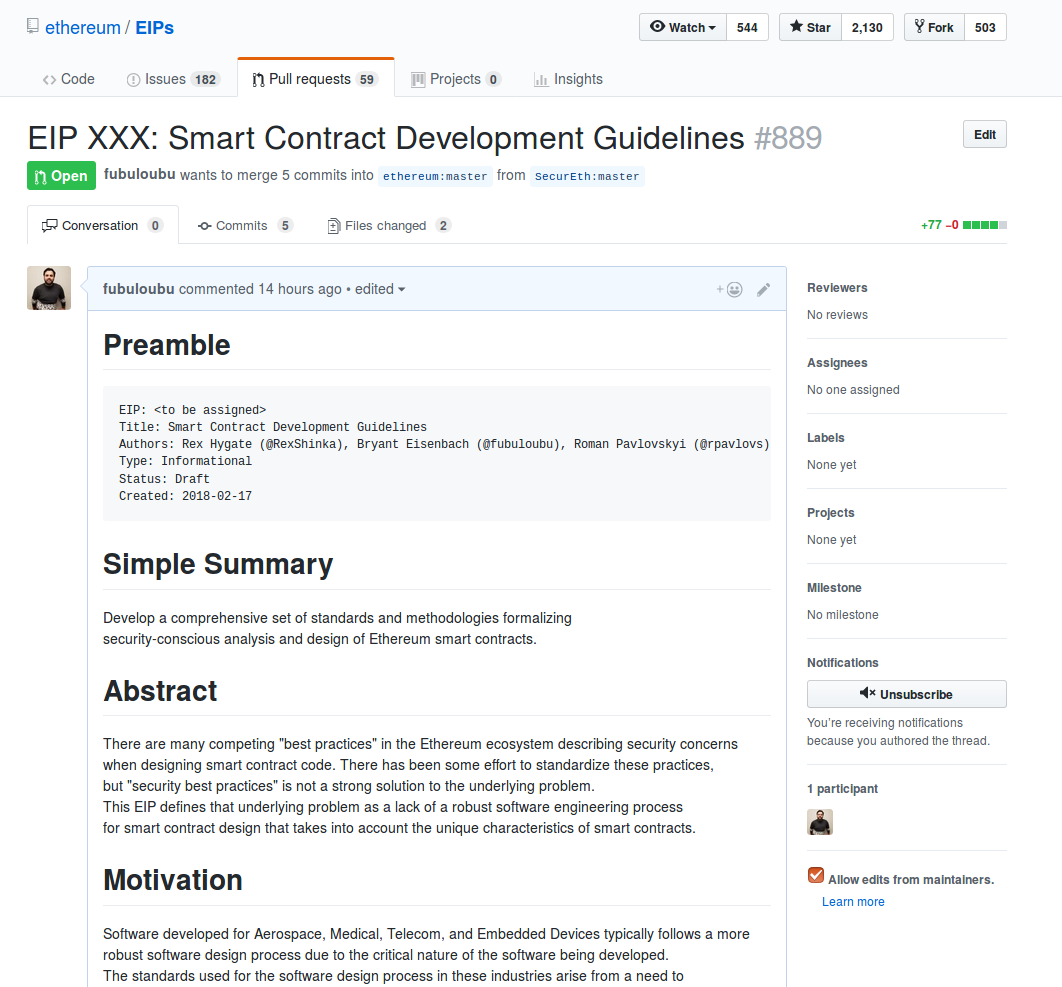 ethereum / EIPs
Watch 544 Star 2,130 Fork 503
Code Issues 182 Pull requests 59 Projects 0 Insights
EIP XXX: Smart Contract Development Guidelines #889
Edit
Open fubuloubu wants to merge 5 commits into ethereum:master from SecurEth:master
Conversation 0 Commits 5 Files changed 2
+77 −0
fubuloubu commented 14 hours ago • edited
Preamble
EIP: <to be assigned>
Title: Smart Contract Development Guidelines
Authors: Rex Hygate (@RexShinka), Bryant Eisenbach (@fubuloubu), Roman Pavlovskyi (@rpavlovs)
Type: Informational
Status: Draft
Created: 2018-02-17
Simple Summary
Develop a comprehensive set of standards and methodologies formalizing
security-conscious analysis and design of Ethereum smart contracts.
Abstract
There are many competing "best practices" in the Ethereum ecosystem describing security concerns
when designing smart contract code. There has been some effort to standardize these practices,
but "security best practices" is not a strong solution to the underlying problem.
This EIP defines that underlying problem as a lack of a robust software engineering process
for smart contract design that takes into account the unique characteristics of smart contracts.
Motivation
Software developed for Aerospace, Medical, Telecom, and Embedded Devices typically follows a more
robust software design process due to the critical nature of the software being developed.
The standards used for the software design process in these industries arise from a need to
Reviewers
No reviews
Assignees
No one assigned
Labels
None yet
Projects
None yet
Milestone
No milestone
Notifications
Unsubscribe
You're receiving notifications
because you authored the thread.
1 participant
Allow edits from maintainers.
Learn more